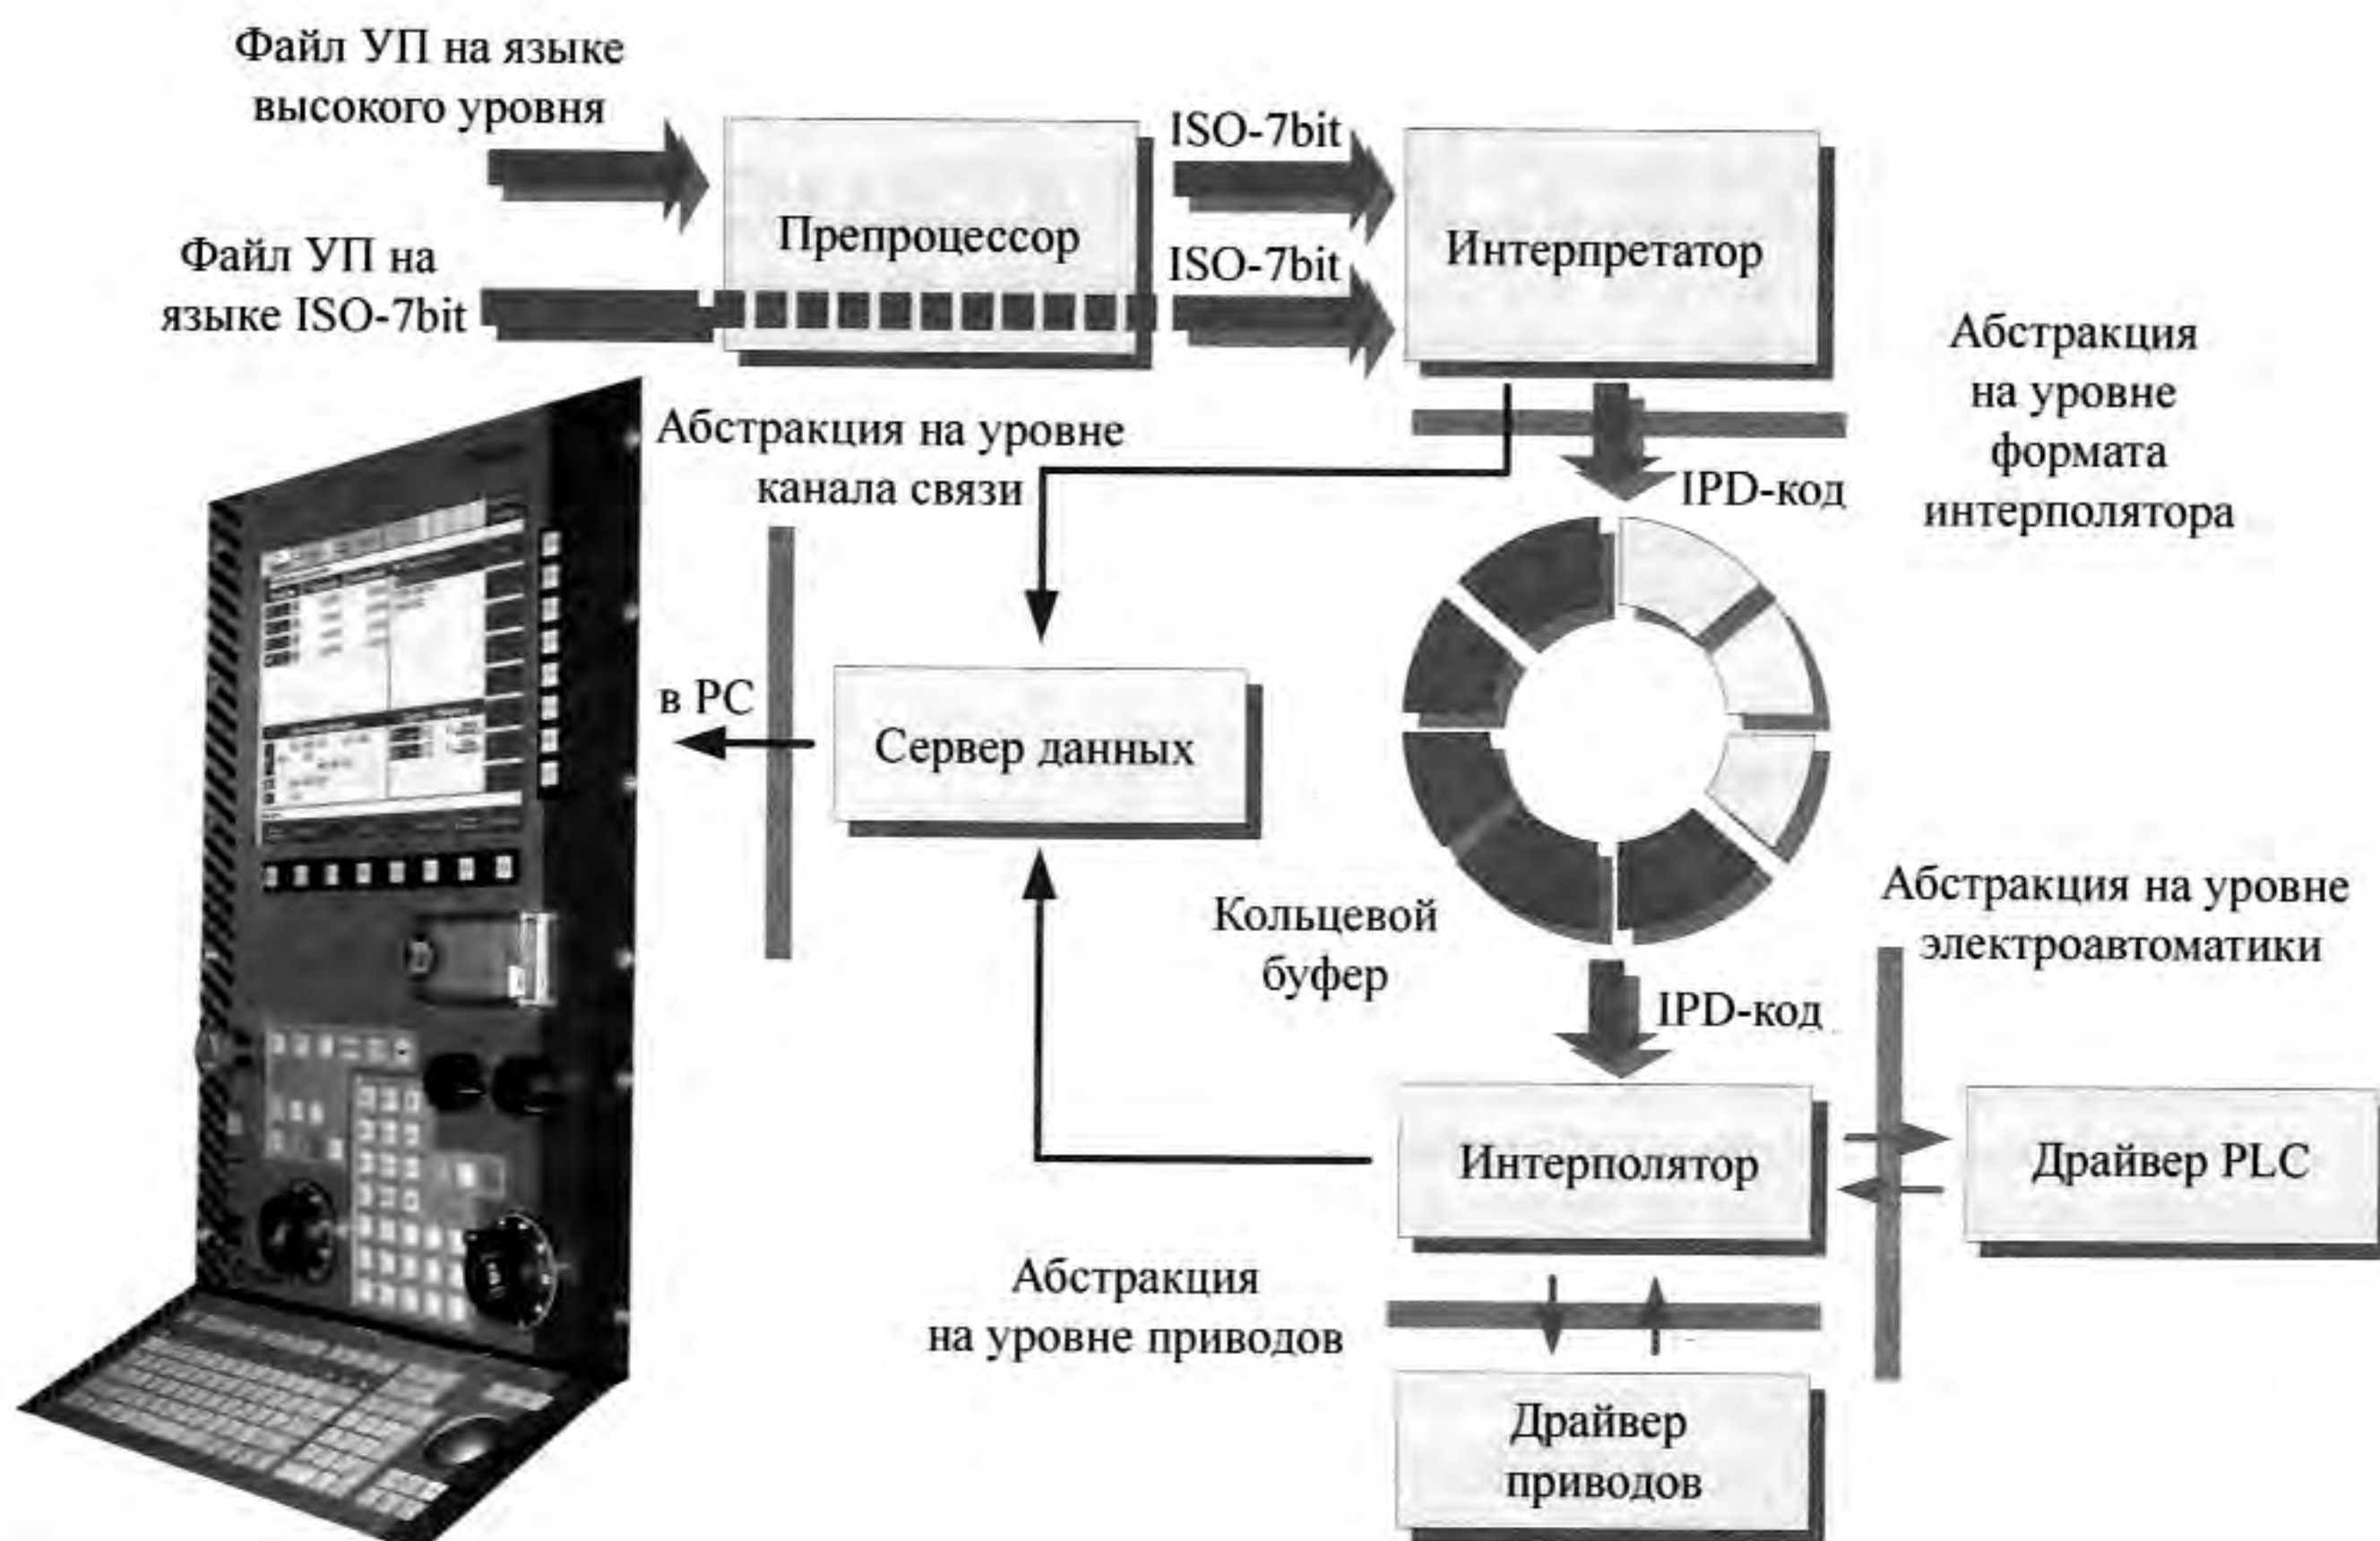 Файл УП на языке
высокого уровня
ISO-7bit
Препроцессор
Файл УП на
языке ISO-7bit
ISO-7bit
Интерпретатор
Абстракция
на уровне
формата
интерполятора
Абстракция на уровне
канала связи
IPD-код
в PC
Сервер данных
Кольцевой
буфер
Абстракция на уровне
электроавтоматики
IPD-код
Интерполятор
Драйвер PLC
Абстракция
на уровне приводов
Драйвер
приводов